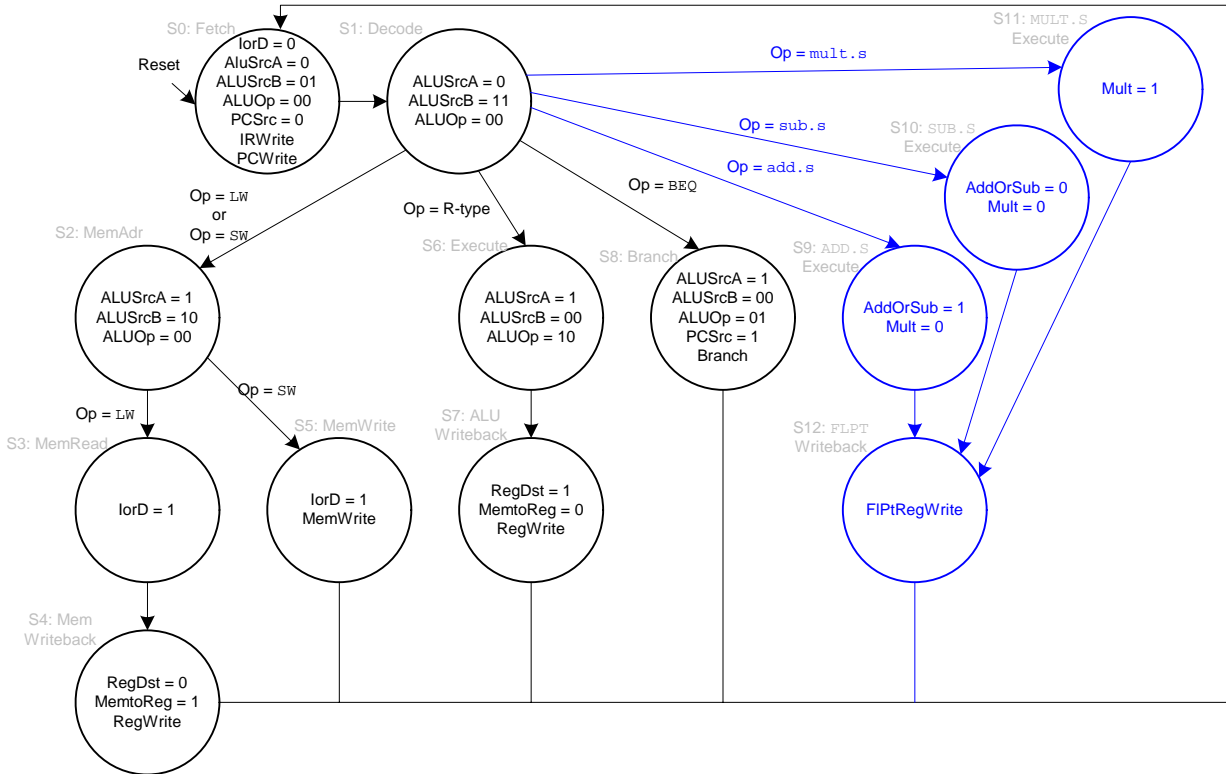 S0: Fetch
IorD = 0
AluSrcA = 0
ALUSrcB = 01
ALUOp = 00
PCSrc = 0
IRWrite
PCWrite
Reset
S1: Decode
ALUSrcA = 0
ALUSrcB = 11
ALUOp = 00
Op = mult.s
S11: MULT.S
Execute
Mult = 1
Op = sub.s
S10: SUB.S
Execute
AddOrSub = 0
Mult = 0
Op = add.s
S9: ADD.S
Execute
AddOrSub = 1
Mult = 0
Op = BEQ
S8: Branch
ALUSrcA = 1
ALUSrcB = 00
ALUOp = 01
PCSrc = 1
Branch
Op = R-type
S6: Execute
ALUSrcA = 1
ALUSrcB = 00
ALUOp = 10
Op = LW
or
Op = SW
S2: MemAdr
ALUSrcA = 1
ALUSrcB = 10
ALUOp = 00
Op = LW
Op = SW
S3: MemRead
IorD = 1
S5: MemWrite
IorD = 1
MemWrite
S7: ALU
Writeback
RegDst = 1
MemtoReg = 0
RegWrite
S12: FLPT
Writeback
FlPtRegWrite
S4: Mem
Writeback
RegDst = 0
MemtoReg = 1
RegWrite